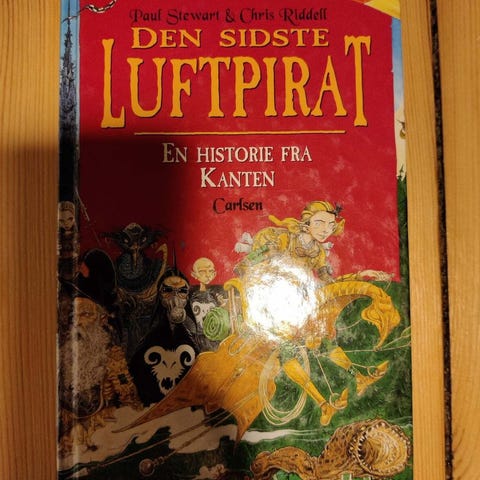 Paul Stewart & Chris Riddell
DEN SIDSTE
LUFTPIRAT
EN HISTORIE FRA
KANTEN
Carlsen